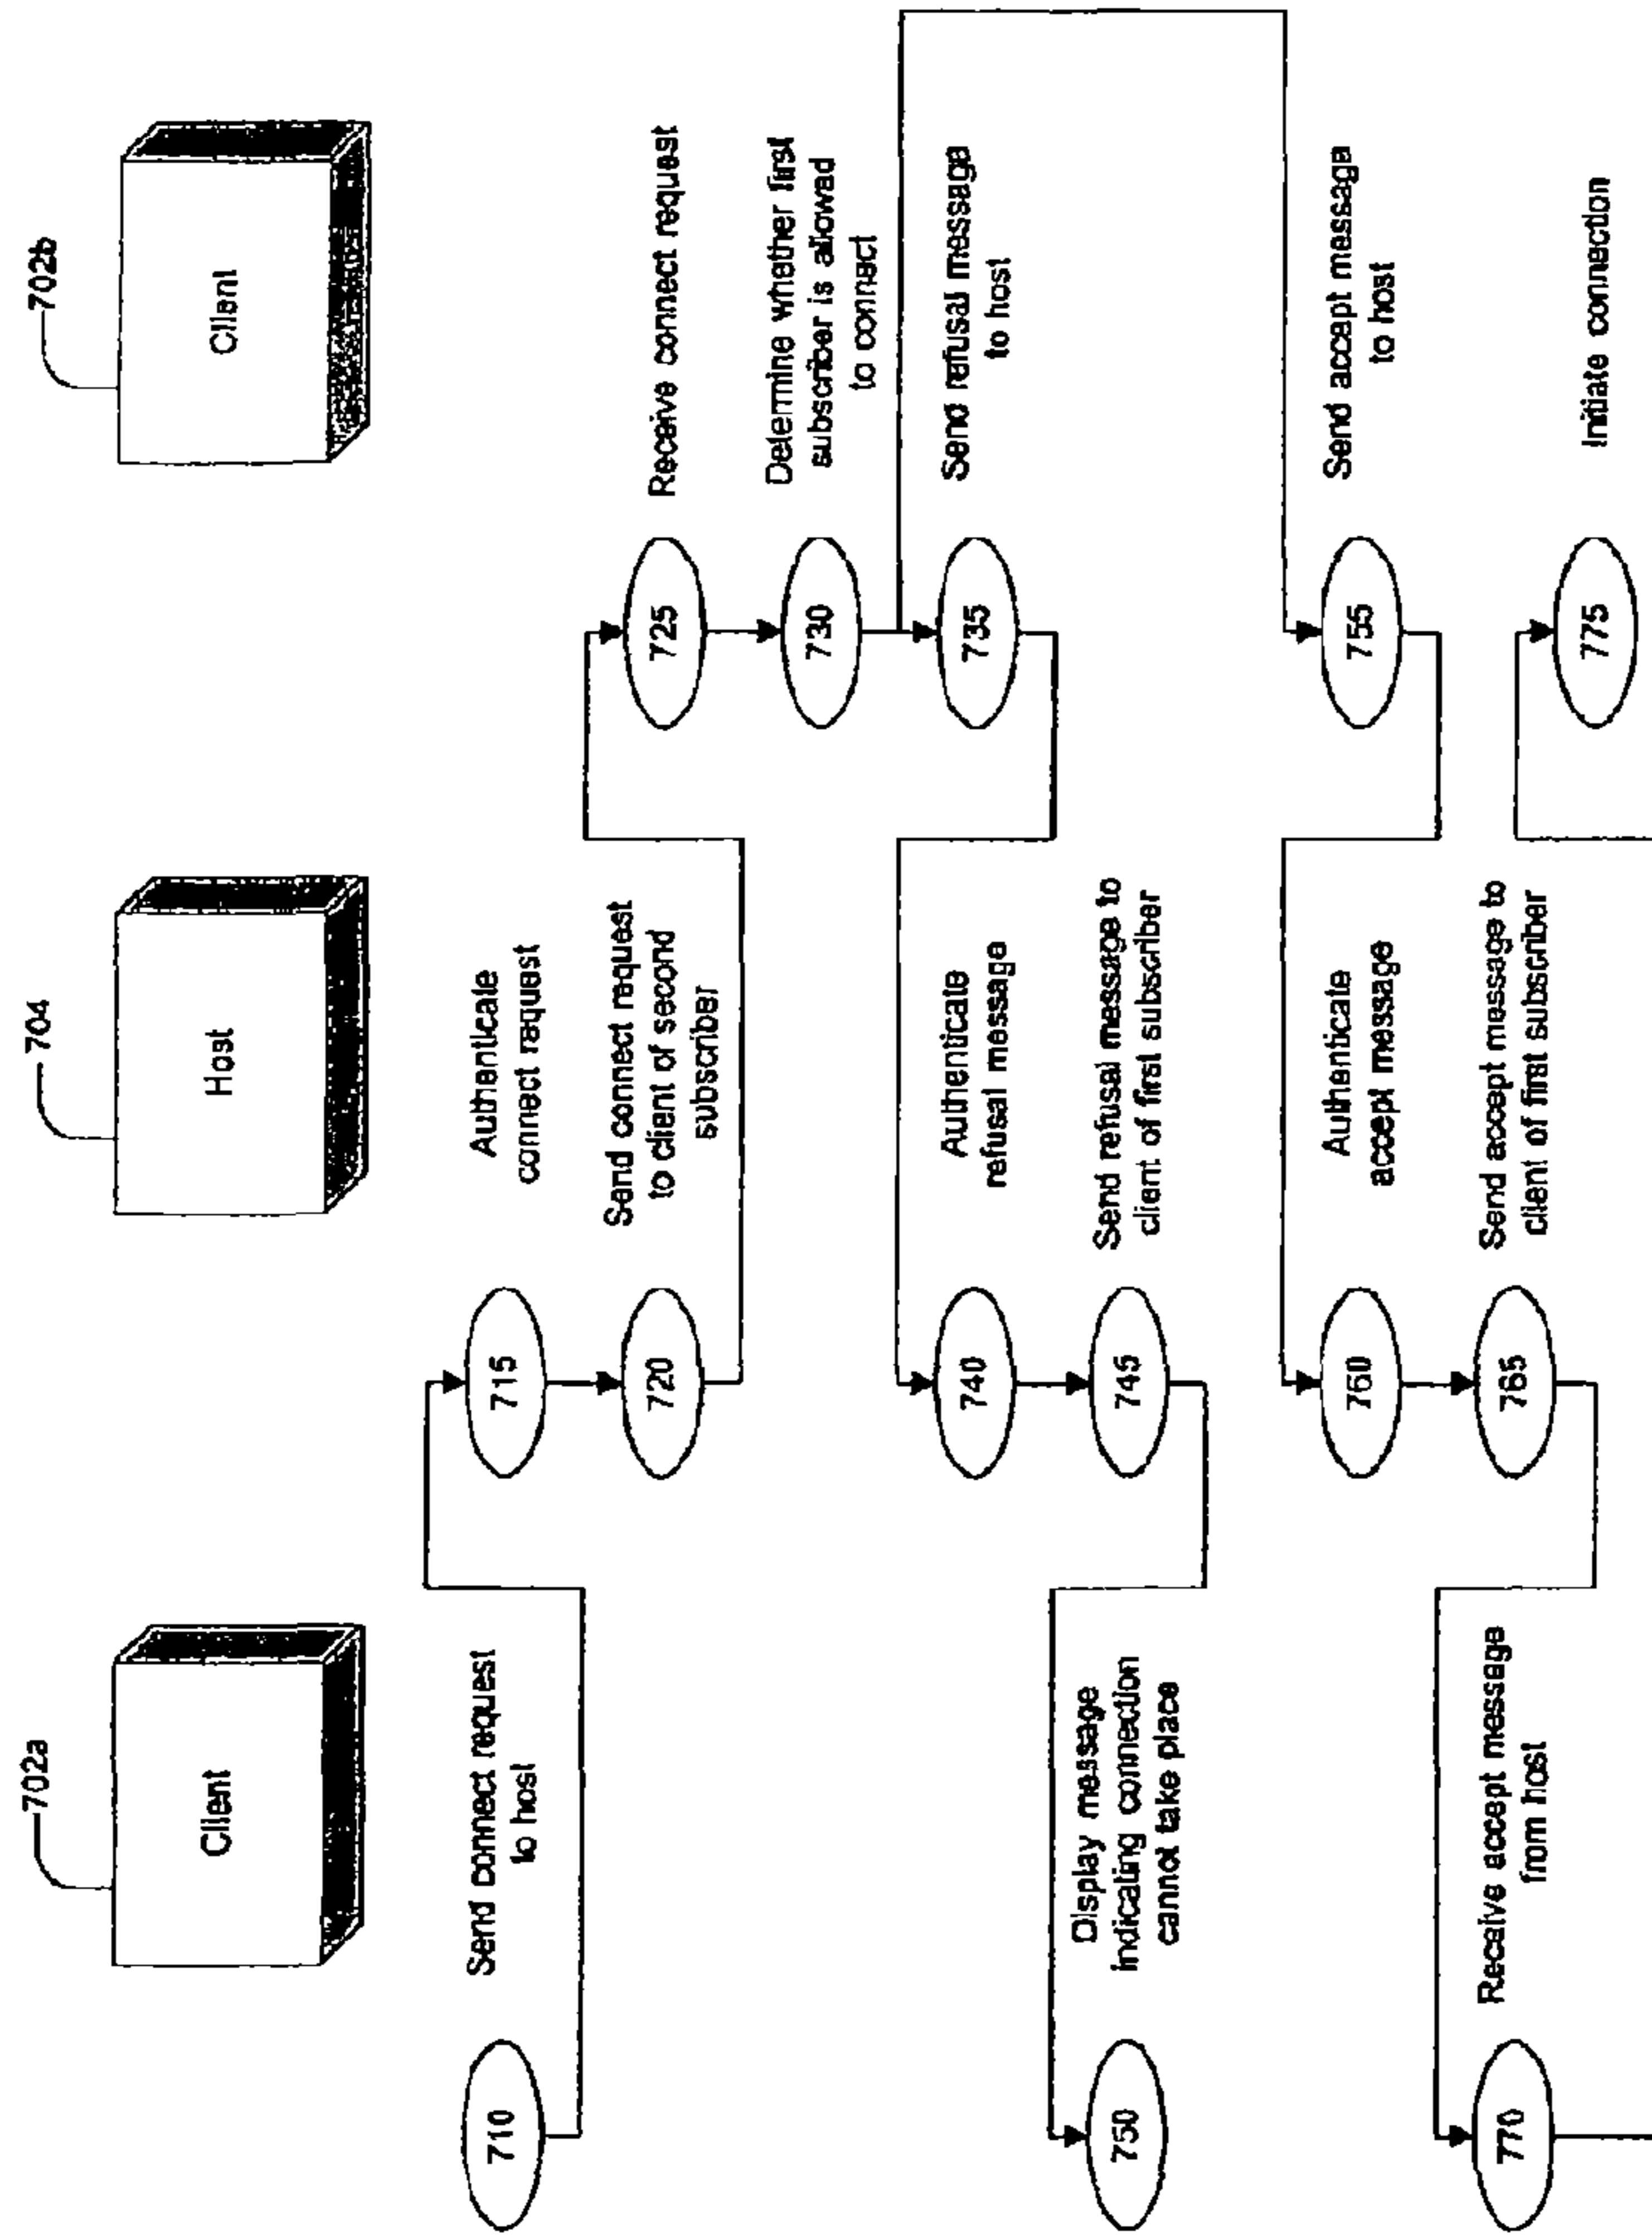 702a
704
702b
Client
Host
Client
710
Send connect request
to host
715
Authenticate
connect request
720
Send connect request
to client of second
subscriber
725
Receive connect request
730
Determine whether first
subscriber is allowed
to connect
735
Send refusal message
to host
740
Authenticate
refusal message
745
Send refusal message to
client of first subscriber
750
Display message
indicating connection
cannot take place
755
Send accept message
to host
760
Authenticate
accept message
765
Send accept message to
client of first subscriber
770
Receive accept message
from host
775
Initiate connection